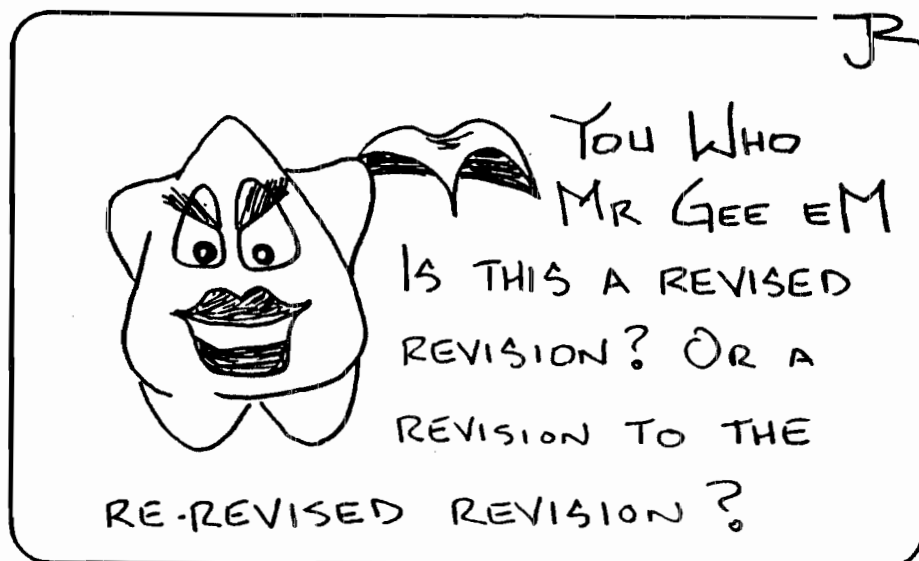 JR
You Who
Mr Gee eM
Is this a revised
revision? Or a
revision to the
re-revised revision?